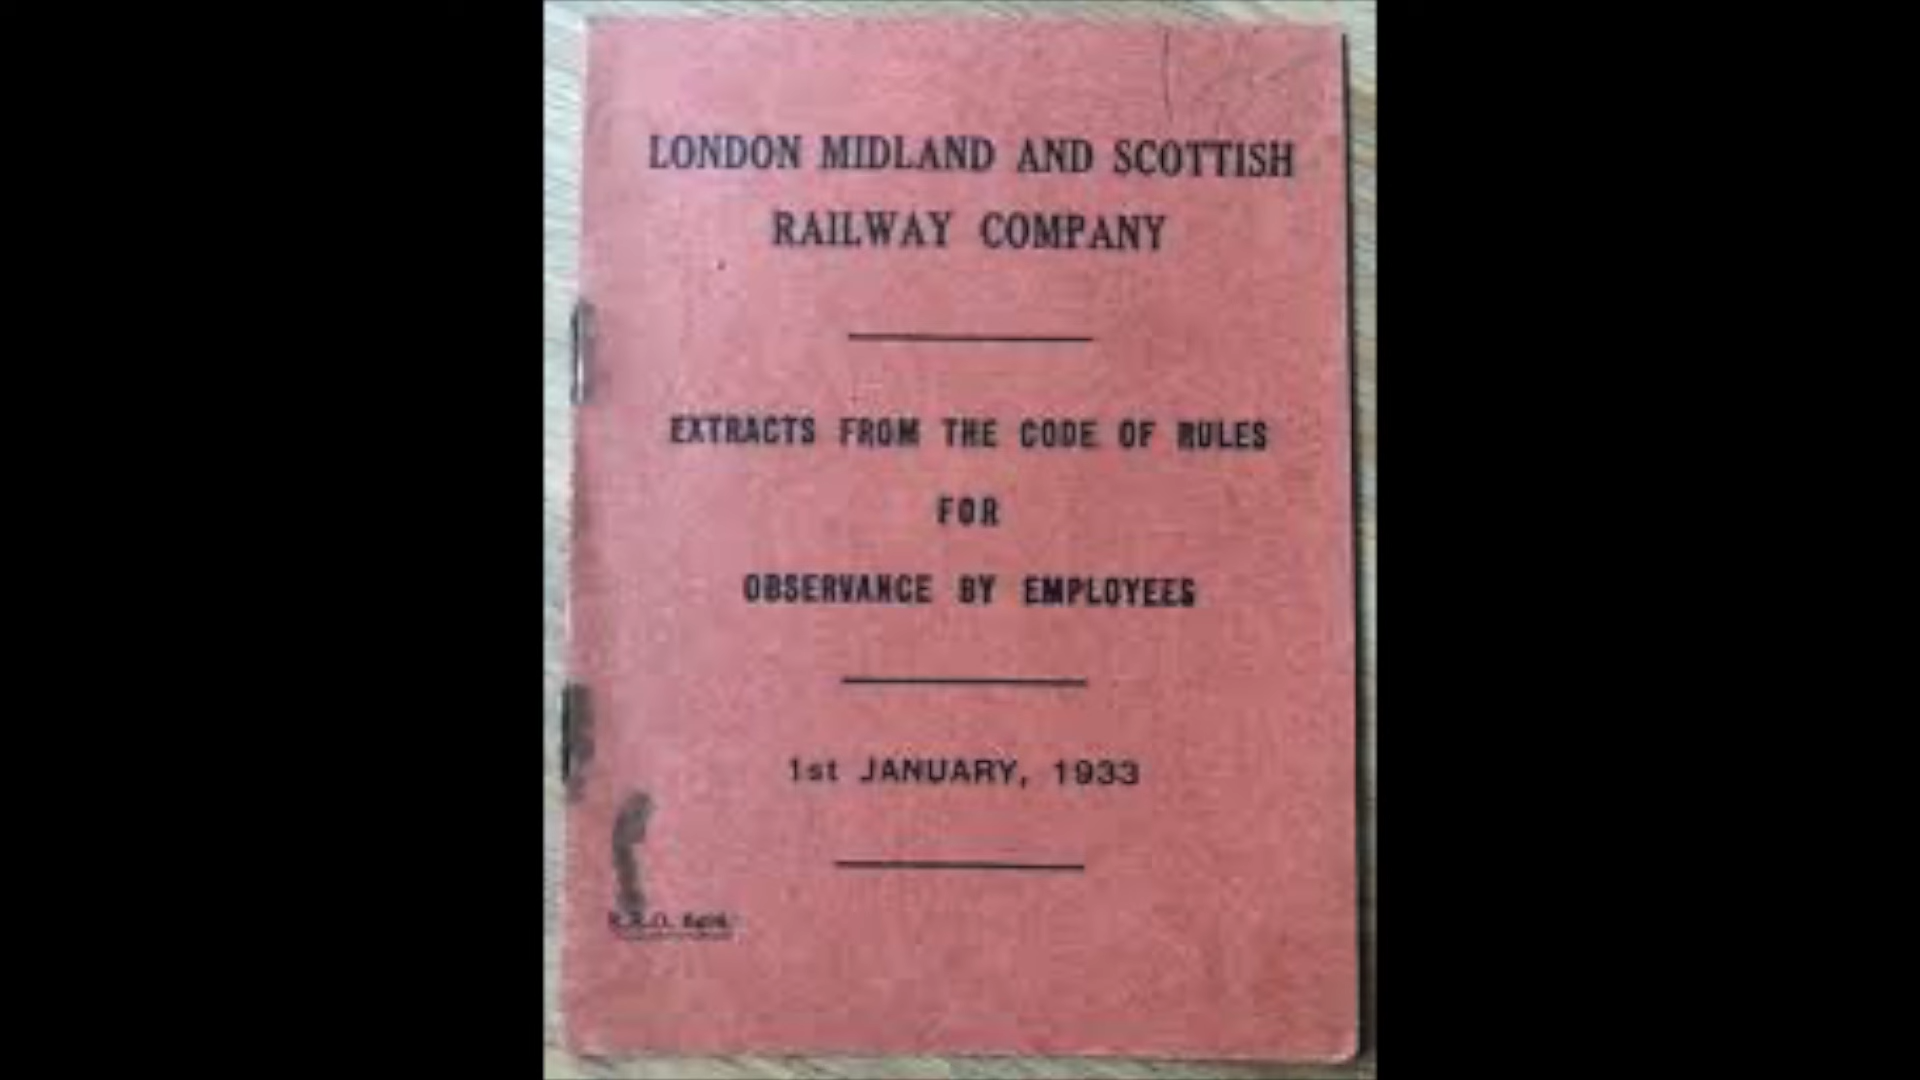 LONDON MIDLAND AND SCOTTISH
RAILWAY COMPANY
EXTRACTS FROM THE CODE OF RULES
FOR
OBSERVANCE BY EMPLOYEES
1st JANUARY, 1933